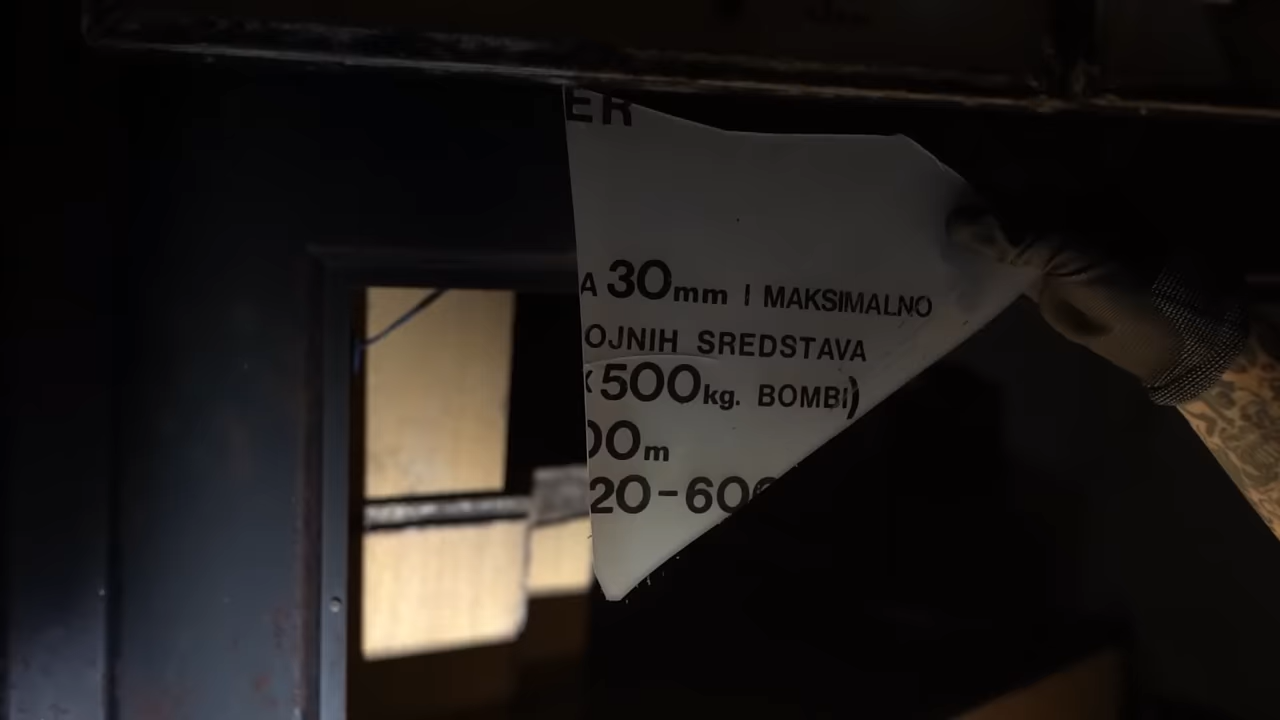 ER
A 30mm I MAKSIMALNO
OJNIH SREDSTAVA
500kg. BOMBI)
00m
20-60